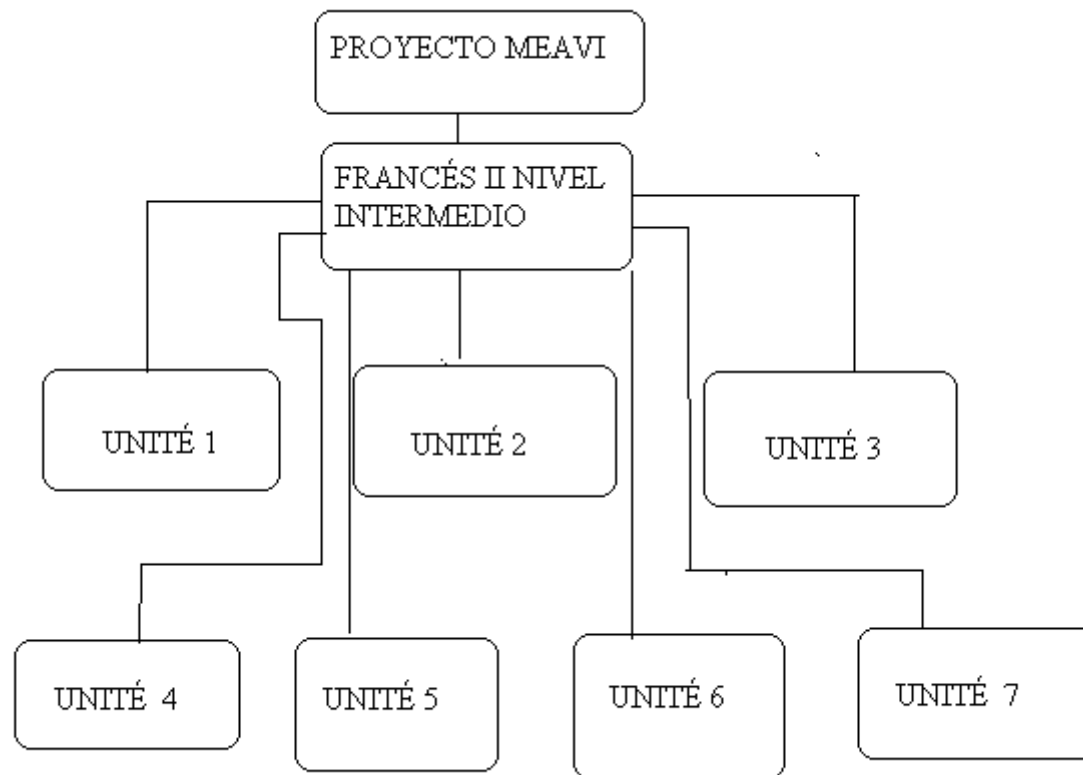 PROYECTO MEAVI
FRANCÉS II NIVEL
INTERMEDIO
UNITÉ 1
UNITÉ 2
UNITÉ 3
UNITÉ 4
UNITÉ 5
UNITÉ 6
UNITÉ 7